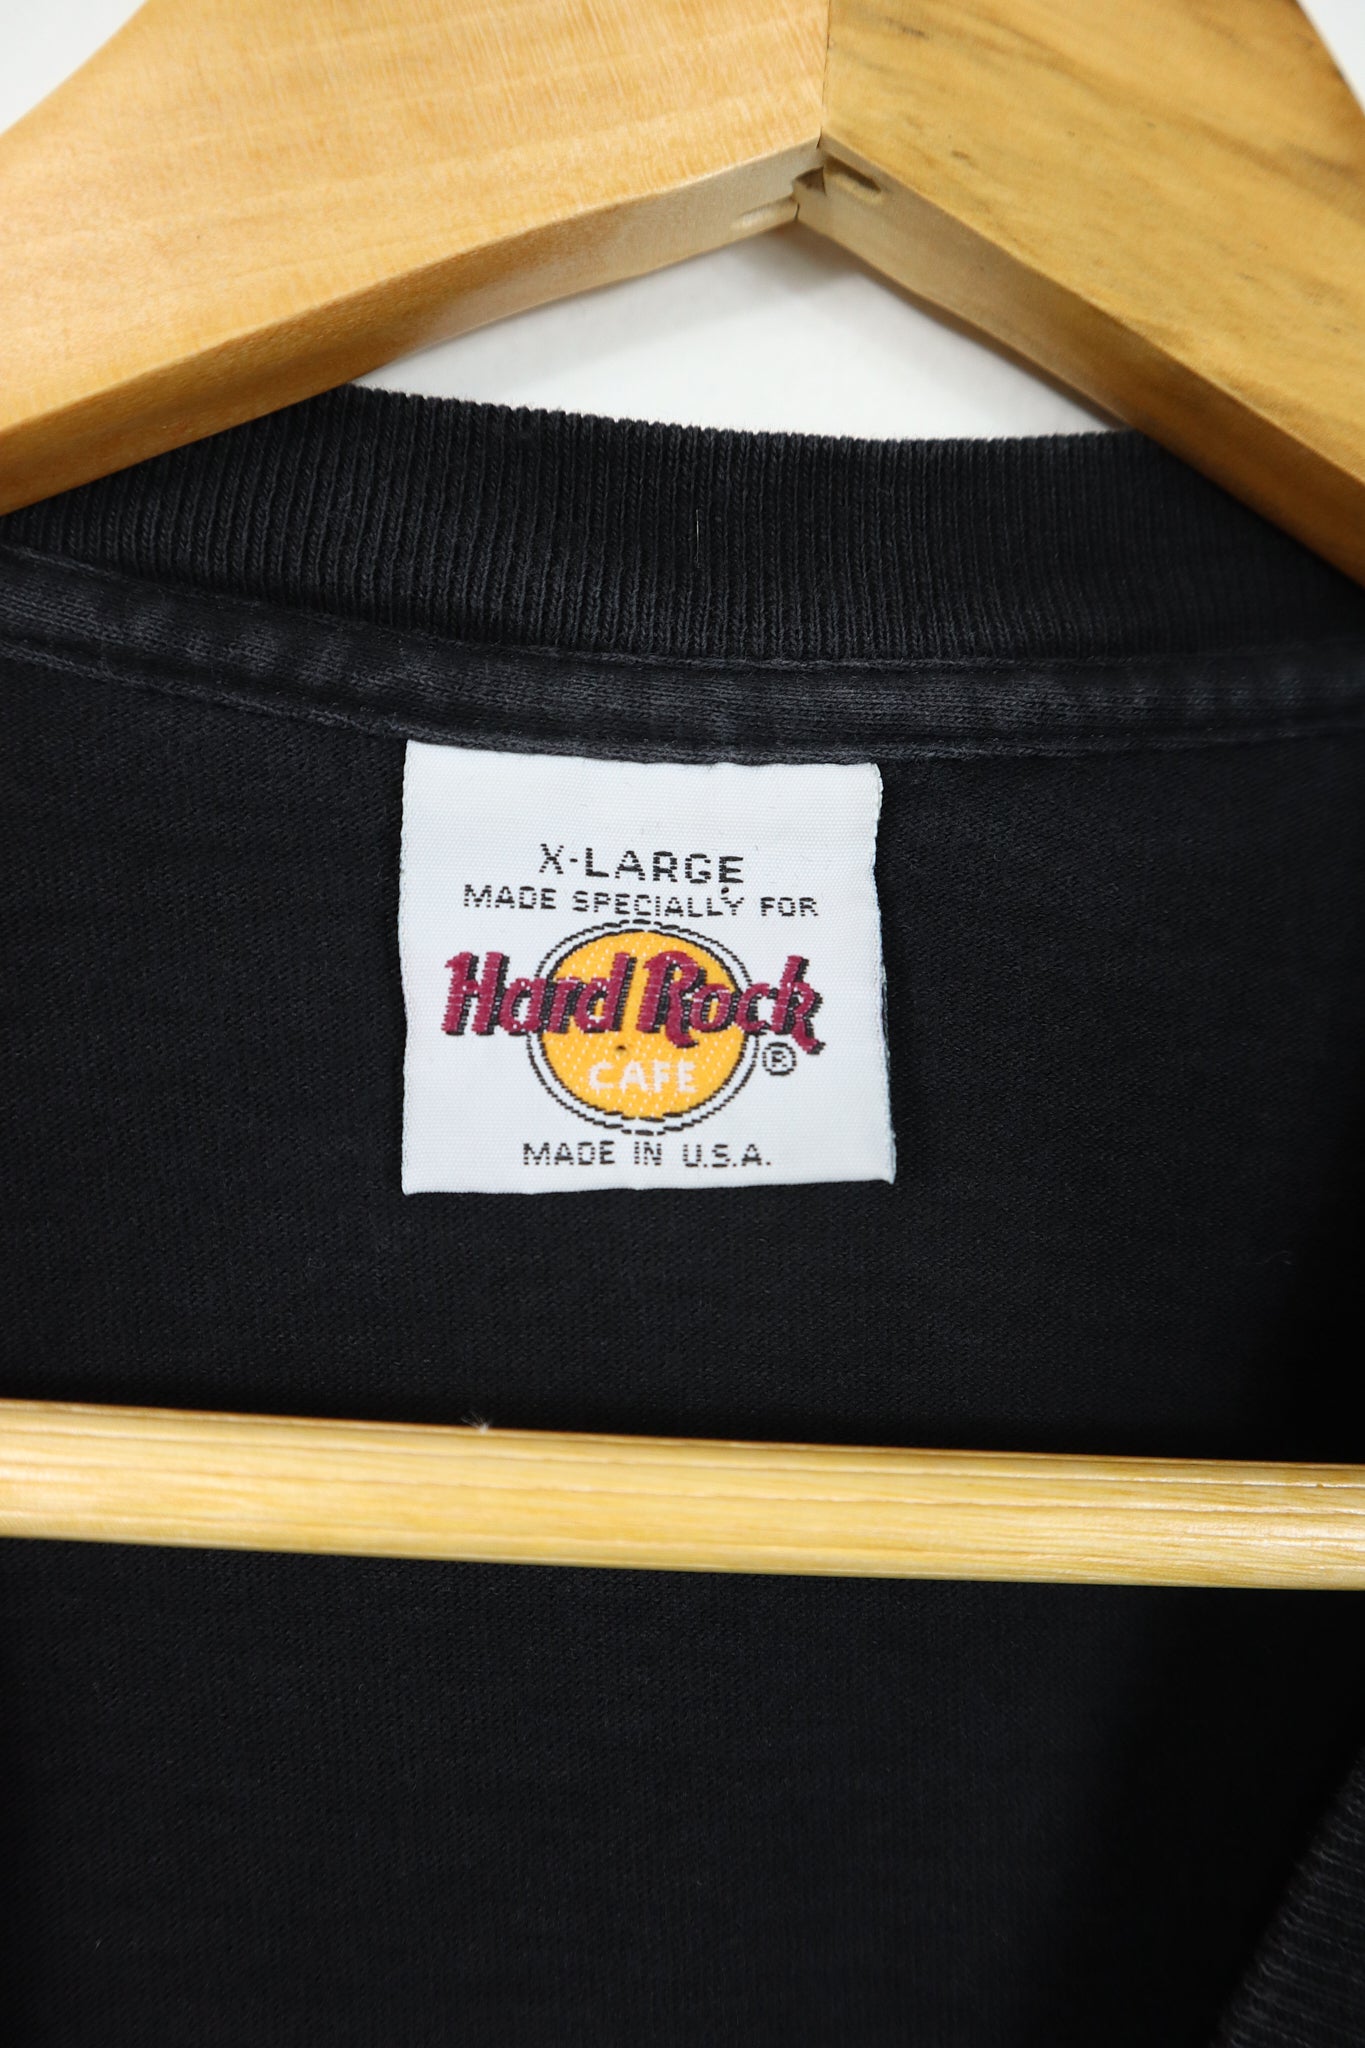 X-LARGE
MADE SPECIALLY FOR
Hard Rock
CAFE
®
MADE IN U.S.A.